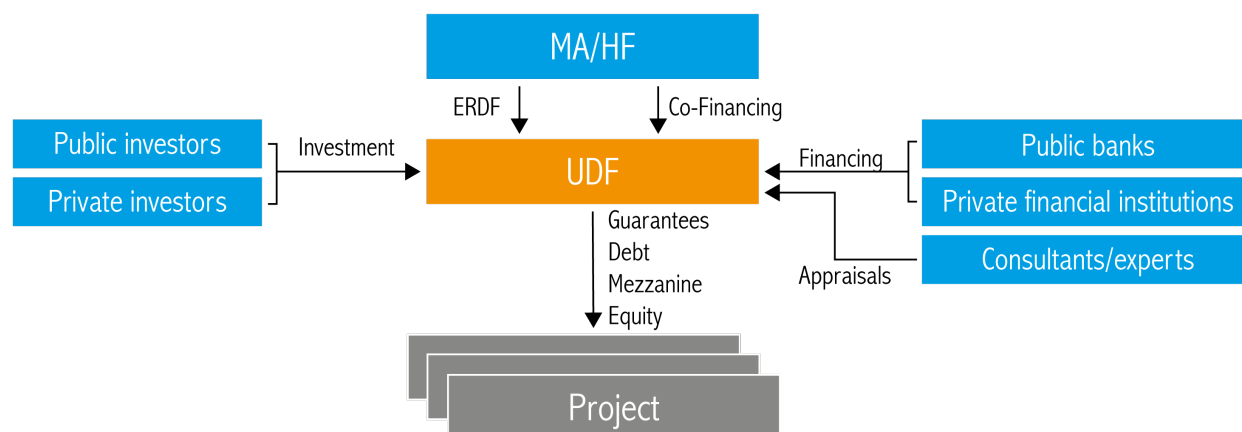 MA/HF
ERDF
Co-Financing
Public investors
Private investors
Investment
UDF
Financing
Public banks
Private financial institutions
Consultants/experts
Appraisals
Guarantees
Debt
Mezzanine
Equity
Project